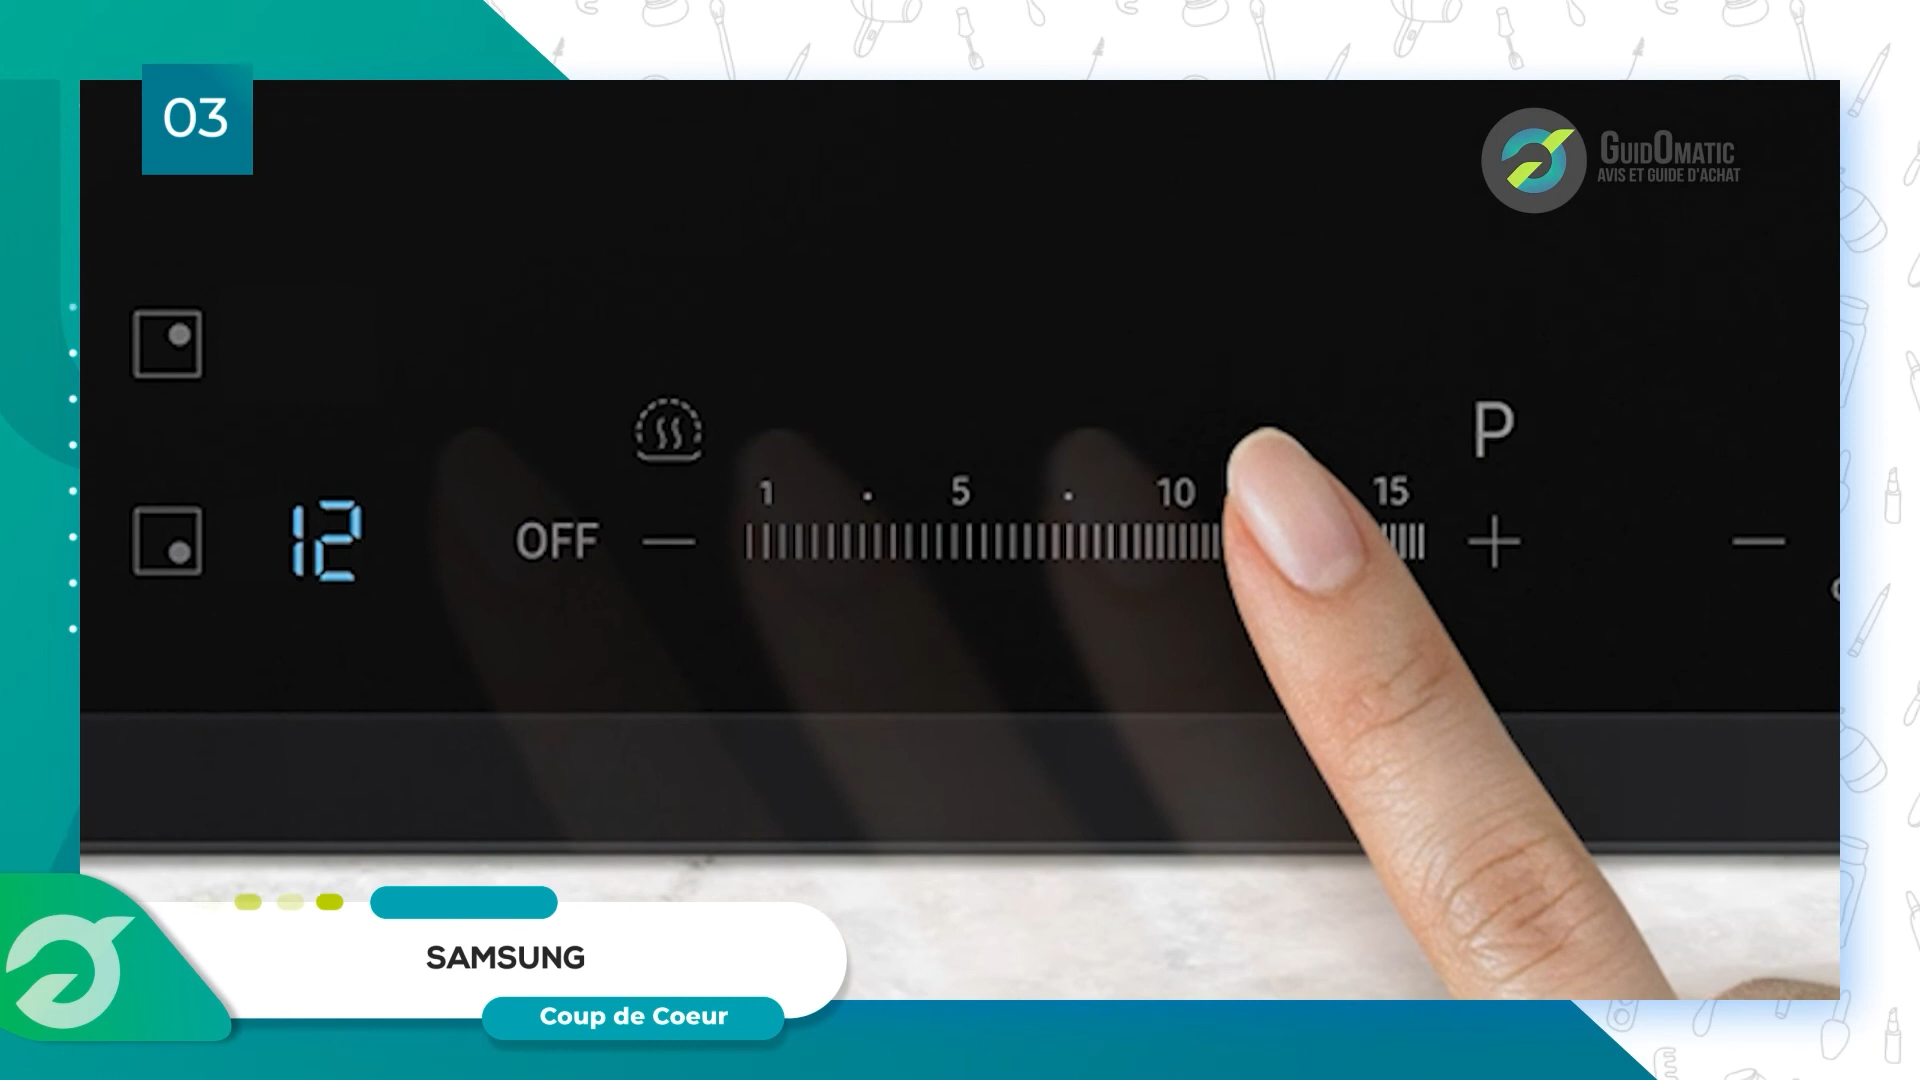 03
GUIDOMATIC
AVIS ET GUIDE D'ACHAT
P
1 · 5 · 10 15
12 OFF — + —
SAMSUNG
Coup de Coeur